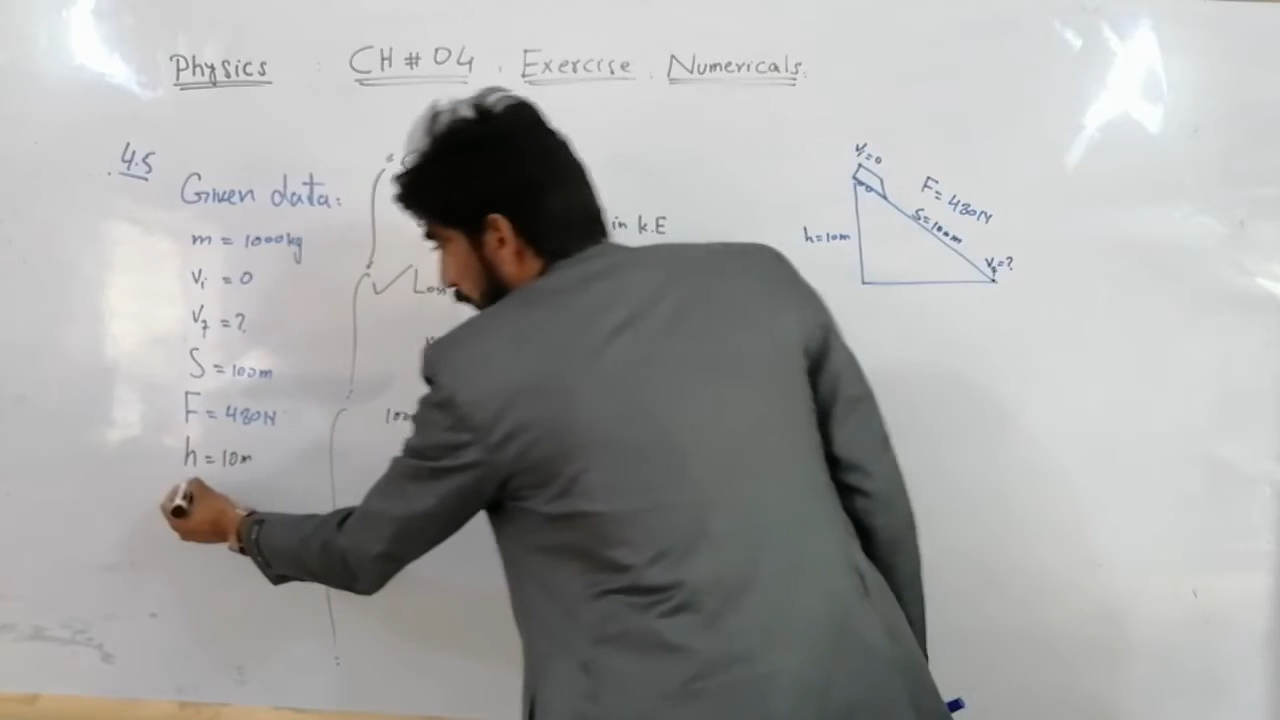 Physics : CH # 04 . Exercise . Numericals.
4.5
Given data:
m = 1000kg
Vi = 0
Vf = ?
S = 100m
F = 480N
h = 10m
in k.E
Loss
Vi = 0
F = 480N
S = 100m
h = 10m
Vf = ?